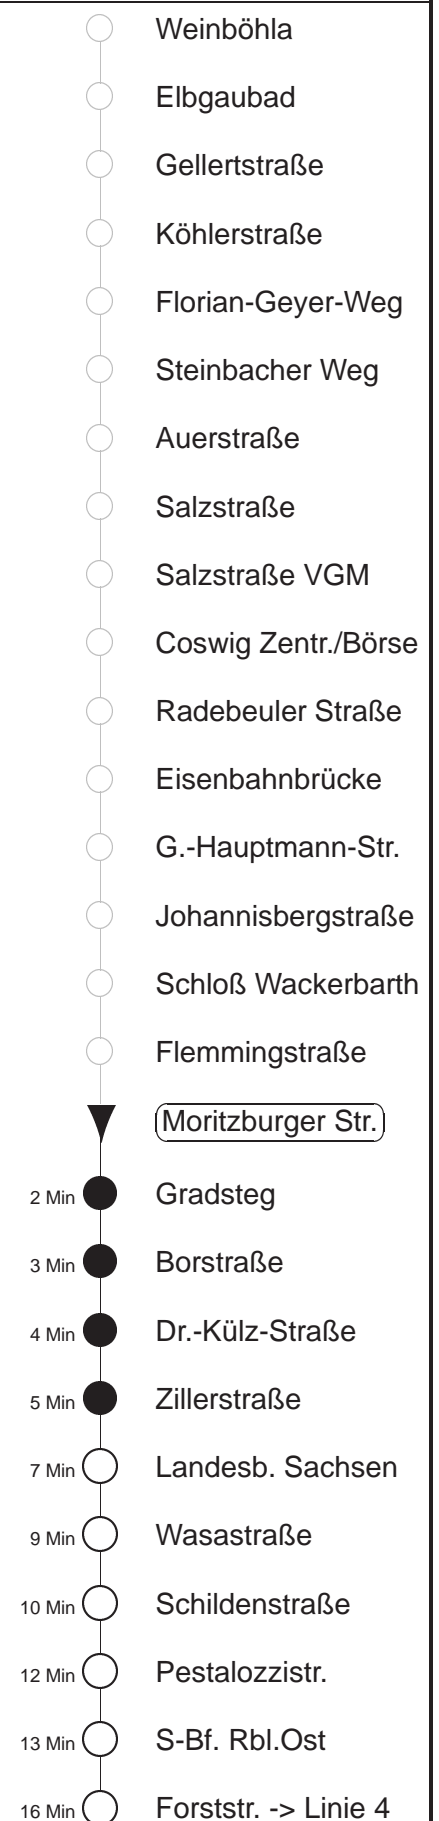 Weinböhla
Elbgaubad
Gellertstraße
Köhlerstraße
Florian-Geyer-Weg
Steinbacher Weg
Auerstraße
Salzstraße
Salzstraße VGM
Coswig Zentr./Börse
Radebeuler Straße
Eisenbahnbrücke
G.-Hauptmann-Str.
Johannisbergstraße
Schloß Wackerbarth
Flemmingstraße
Moritzburger Str.
2 Min Gradsteg
3 Min Borstraße
4 Min Dr.-Külz-Straße
5 Min Zillerstraße
7 Min Landesb. Sachsen
9 Min Wasastraße
10 Min Schildenstraße
12 Min Pestalozzistr.
13 Min S-Bf. Rbl.Ost
16 Min Forststr. -> Linie 4